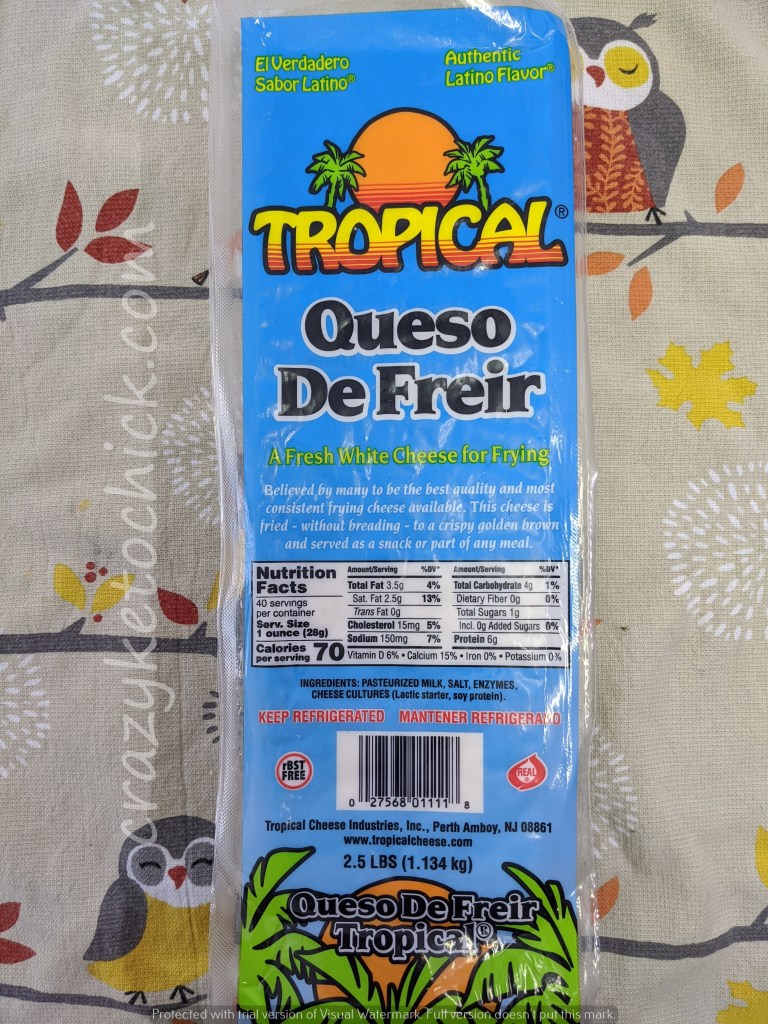 El Verdadero
Sabor Latino®
Authentic
Latino Flavor®
TROPICAL®
Queso
De Freir
A Fresh White Cheese for Frying
Believed by many to be the best quality and most
consistent frying cheese available. This cheese is
fried - without breading - to a crispy golden brown
and served as a snack or part of any meal.
Nutrition
Facts
40 servings
per container
Serv. Size
1 ounce (28g)
Calories 70
per serving
Amount/Serving %DV*
Total Fat 3.5g 4%
Sat. Fat 2.5g 13%
Trans Fat 0g
Cholesterol 15mg 5%
Sodium 150mg 7%
Amount/Serving %DV*
Total Carbohydrate 4g 1%
Dietary Fiber 0g 0%
Total Sugars 1g
Incl. 0g Added Sugars 0%
Protein 6g
Vitamin D 6% • Calcium 15% • Iron 0% • Potassium 0%
INGREDIENTS: PASTEURIZED MILK, SALT, ENZYMES,
CHEESE CULTURES (Lactic starter, soy protein).
KEEP REFRIGERATED MANTENER REFRIGERADO
rBST
FREE
REAL
0 27568 01111 8
Tropical Cheese Industries, Inc., Perth Amboy, NJ 08861
www.tropicalcheese.com
2.5 LBS (1.134 kg)
Queso De Freir
Tropical®
crazyketochick.com
Protected with trial version of Visual Watermark. Full version doesn't put this mark.